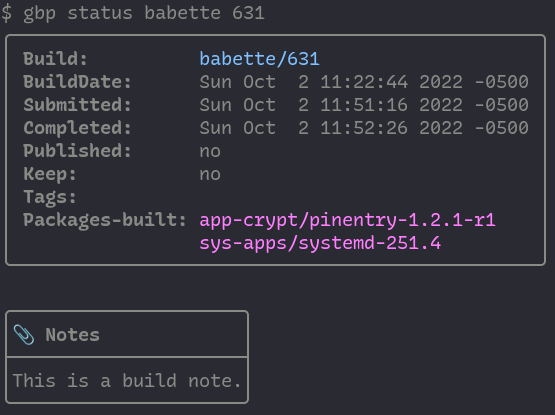 $ gbp status babette 631
Build: babette/631
BuildDate: Sun Oct  2 11:22:44 2022 -0500
Submitted: Sun Oct  2 11:51:16 2022 -0500
Completed: Sun Oct  2 11:52:26 2022 -0500
Published: no
Keep: no
Tags:
Packages-built: app-crypt/pinentry-1.2.1-r1
sys-apps/systemd-251.4
📎 Notes
This is a build note.